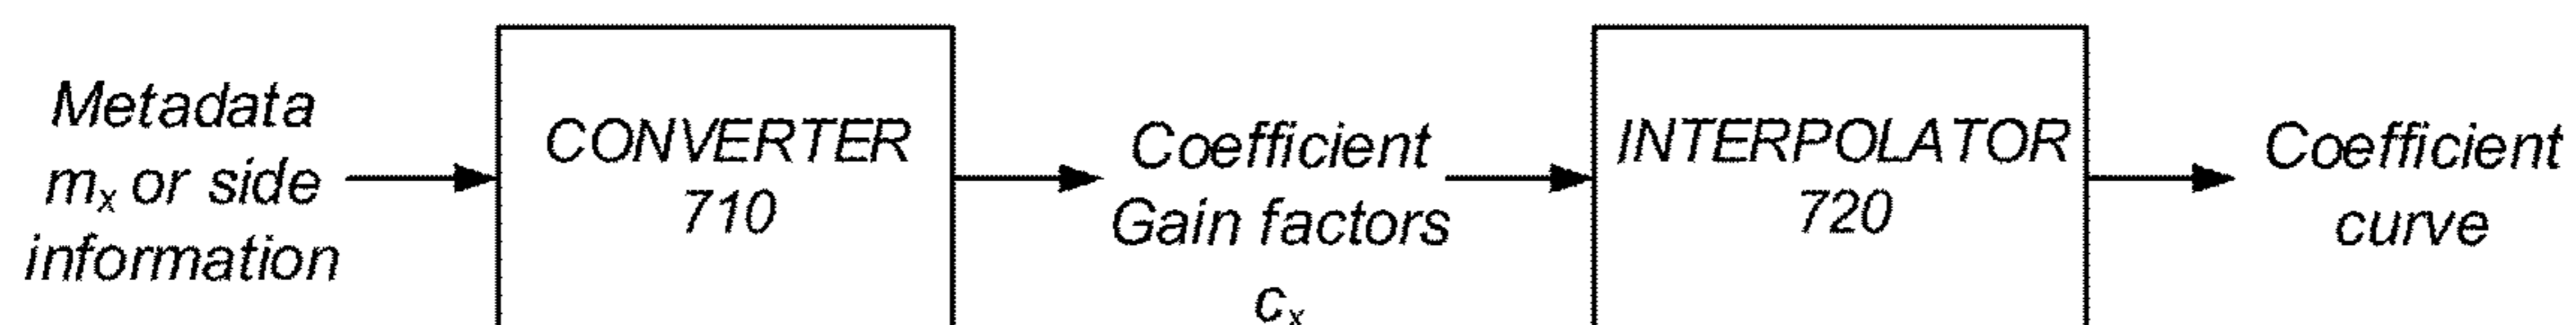 Metadata
mₓ or side
information
CONVERTER
710
Coefficient
Gain factors
cₓ
INTERPOLATOR
720
Coefficient
curve